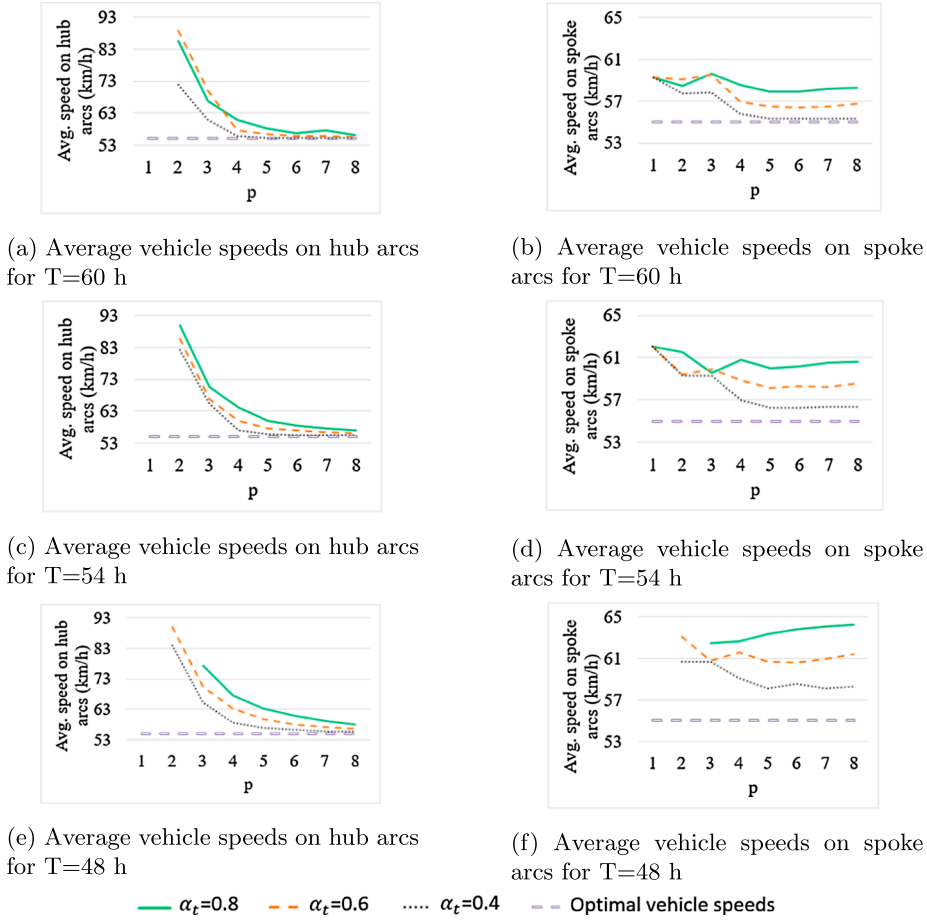 93
83
73
63
53
Avg. speed on hub
arcs (km/h)
1 2 3 4 5 6 7 8
p
(a) Average vehicle speeds on hub arcs
for T=60 h
65
61
57
53
Avg. speed on spoke
arcs (km/h)
1 2 3 4 5 6 7 8
p
(b) Average vehicle speeds on spoke
arcs for T=60 h
93
83
73
63
53
Avg. speed on hub
arcs (km/h)
1 2 3 4 5 6 7 8
p
(c) Average vehicle speeds on hub arcs
for T=54 h
65
61
57
53
Avg. speed on spoke
arcs (km/h)
1 2 3 4 5 6 7 8
p
(d) Average vehicle speeds on spoke
arcs for T=54 h
93
83
73
63
53
Avg. speed on hub
arcs (km/h)
1 2 3 4 5 6 7 8
p
(e) Average vehicle speeds on hub arcs
for T=48 h
65
61
57
53
Avg. speed on spoke
arcs (km/h)
1 2 3 4 5 6 7 8
p
(f) Average vehicle speeds on spoke
arcs for T=48 h
αₜ=0.8 αₜ=0.6 αₜ=0.4 Optimal vehicle speeds